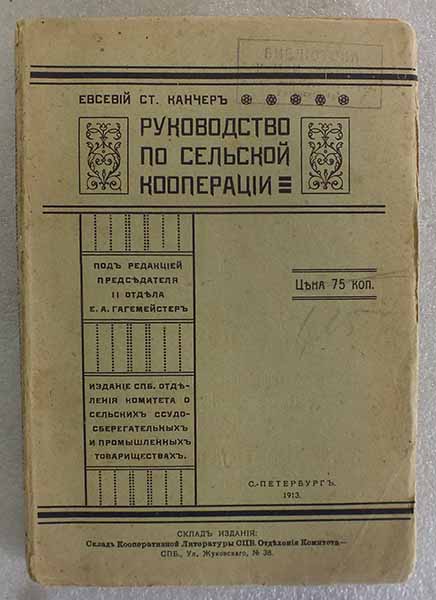 БИБЛІОТЕКА
ЕВСЕВІЙ СТ. КАНЧЕРЪ
РУКОВОДСТВО
ПО СЕЛЬСКОЙ
КООПЕРАЦІИ
ПОДЪ РЕДАКЦІЕЙ
ПРЕДСѢДАТЕЛЯ
II ОТДѢЛА
Е. А. ГАГЕМЕЙСТЕРЪ
ЦѢНА 75 КОП.
ИЗДАНІЕ СПБ. ОТДѢ-
ЛЕНІЯ КОМИТЕТА О
СЕЛЬСКИХЪ ССУДО-
СБЕРЕГАТЕЛЬНЫХЪ
И ПРОМЫШЛЕННЫХЪ
ТОВАРИЩЕСТВАХЪ.
С.-ПЕТЕРБУРГЪ.
1913.
СКЛАДЪ ИЗДАНІЯ:
Складъ Кооперативной Литературы СПБ. Отдѣленія Комитета—
СПБ., Ул. Жуковскаго, № 38.